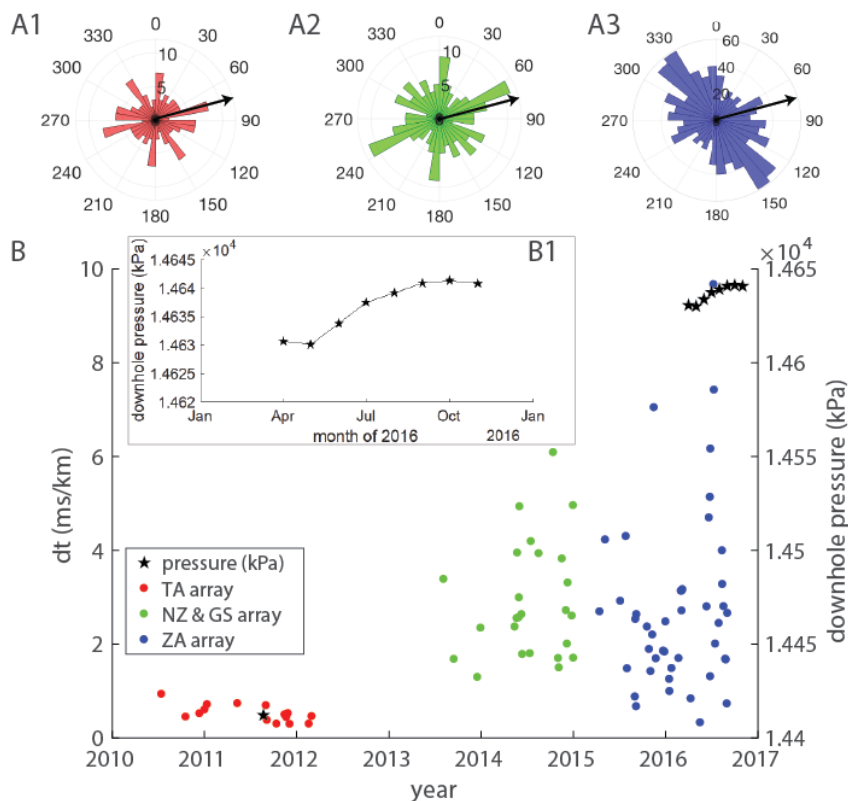 A1 A2 A3
0 30 60 90 120 150 180 210 240 270 300 330 5 10
0 30 60 90 120 150 180 210 240 270 300 330 5 10
0 30 60 90 120 150 180 210 240 270 300 330 20 40 60
B B1
× 10⁴
downhole pressure (kPa)
1.4645
1.464
1.4635
1.463
1.4625
1.462
Jan Apr Jul Oct Jan
month of 2016 2016
dt (ms/km)
10
8
6
4
2
0
★ pressure (kPa)
● TA array
● NZ & GS array
● ZA array
× 10⁴
1.465
1.46
1.455
1.45
1.445
1.44
downhole pressure (kPa)
2010 2011 2012 2013 2014 2015 2016 2017
year